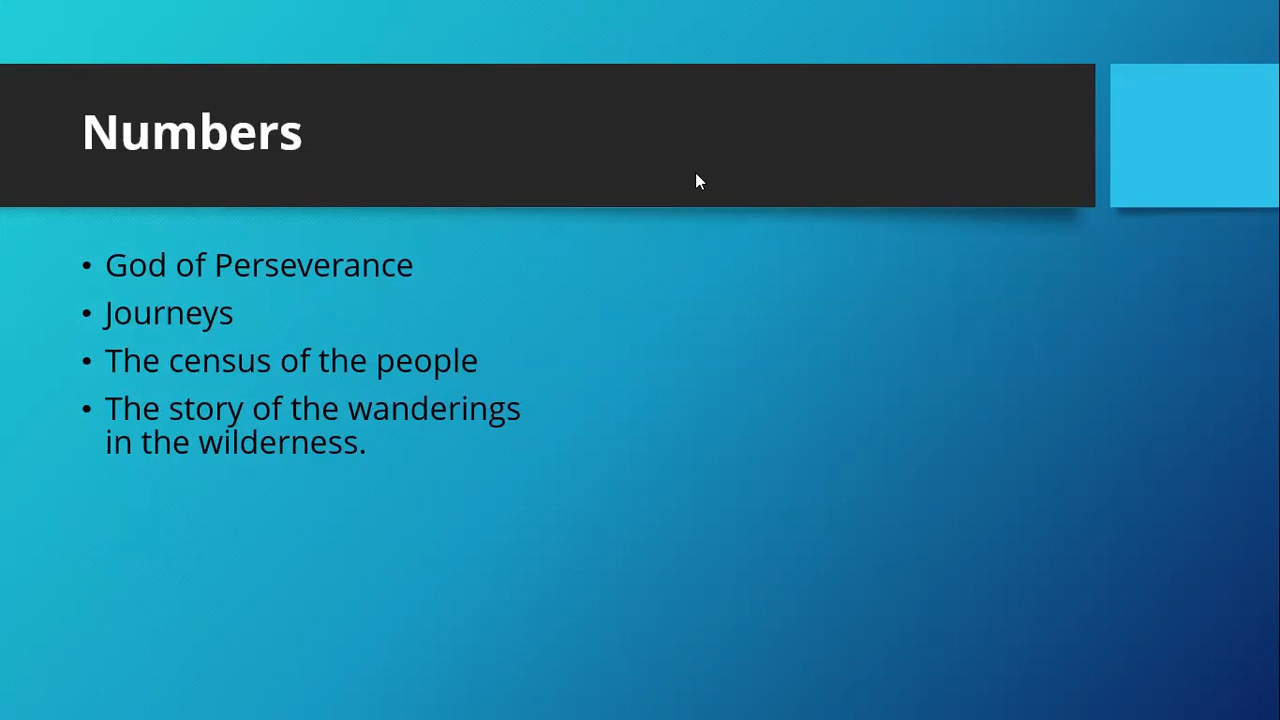 Numbers
• God of Perseverance
• Journeys
• The census of the people
• The story of the wanderings
in the wilderness.